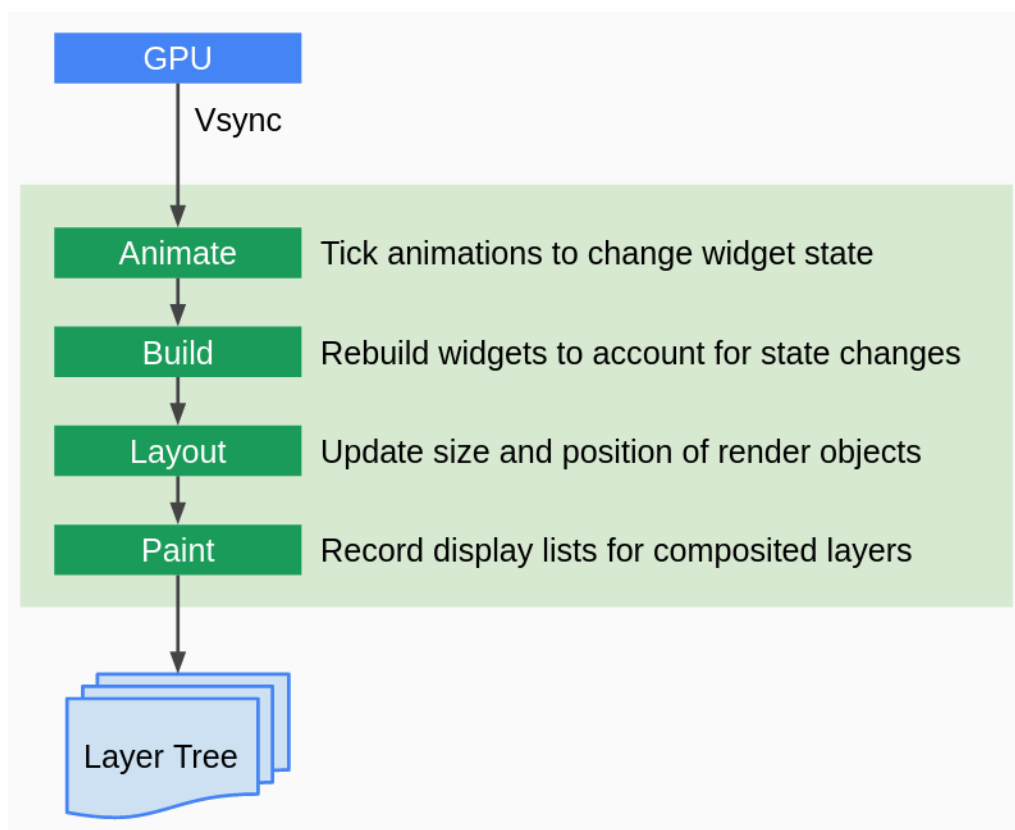 GPU
Vsync
Animate
Tick animations to change widget state
Build
Rebuild widgets to account for state changes
Layout
Update size and position of render objects
Paint
Record display lists for composited layers
Layer Tree